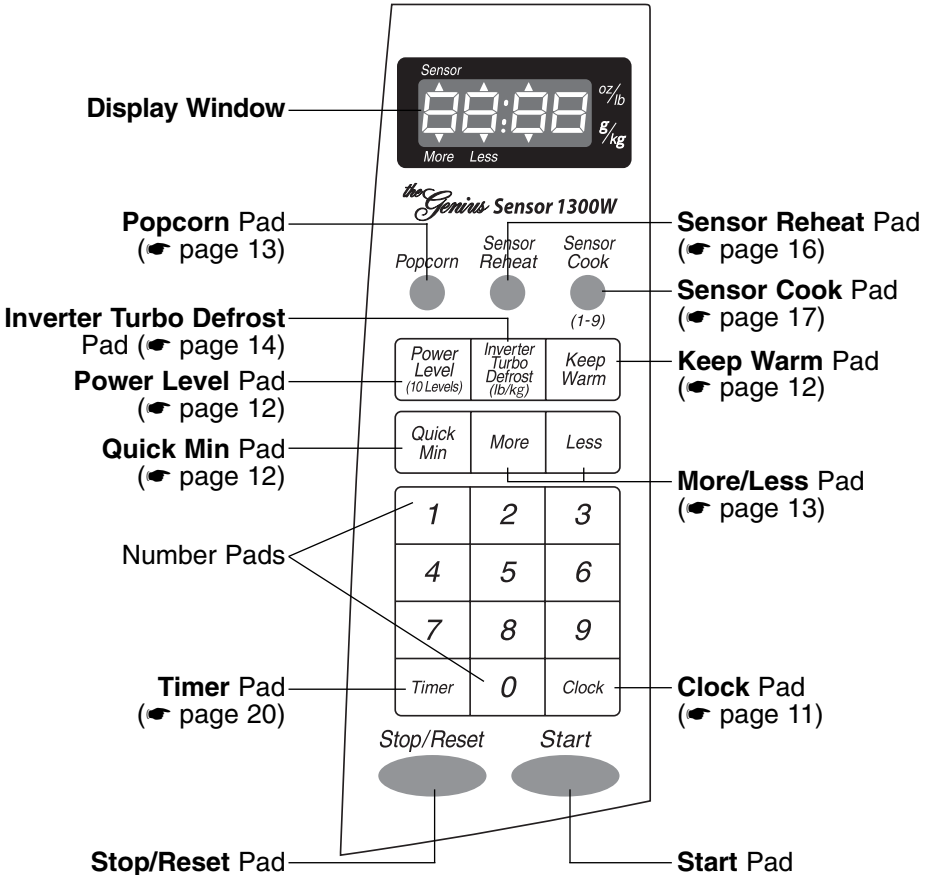 Display Window
Sensor
88:88
oz/lb
g/kg
More Less
the Genius Sensor 1300W
Popcorn Pad
(☛ page 13)
Inverter Turbo Defrost
Pad (☛ page 14)
Power Level Pad
(☛ page 12)
Quick Min Pad
(☛ page 12)
Number Pads
Timer Pad
(☛ page 20)
Stop/Reset Pad
Popcorn
Sensor
Reheat
Sensor
Cook
(1-9)
Power
Level
(10 Levels)
Inverter
Turbo
Defrost
(lb/kg)
Keep
Warm
Quick
Min
More
Less
1 2 3
4 5 6
7 8 9
Timer 0 Clock
Stop/Reset Start
Sensor Reheat Pad
(☛ page 16)
Sensor Cook Pad
(☛ page 17)
Keep Warm Pad
(☛ page 12)
More/Less Pad
(☛ page 13)
Clock Pad
(☛ page 11)
Start Pad